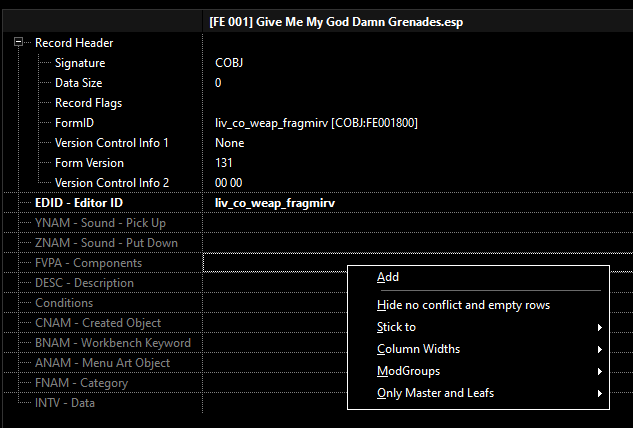 [FE 001] Give Me My God Damn Grenades.esp
Record Header
Signature COBJ
Data Size 0
Record Flags
FormID liv_co_weap_fragmirv [COBJ:FE001800]
Version Control Info 1 None
Form Version 131
Version Control Info 2 00 00
EDID - Editor ID liv_co_weap_fragmirv
YNAM - Sound - Pick Up
ZNAM - Sound - Put Down
FVPA - Components
DESC - Description
Conditions
CNAM - Created Object
BNAM - Workbench Keyword
ANAM - Menu Art Object
FNAM - Category
INTV - Data
Add
Hide no conflict and empty rows
Stick to
Column Widths
ModGroups
Only Master and Leafs